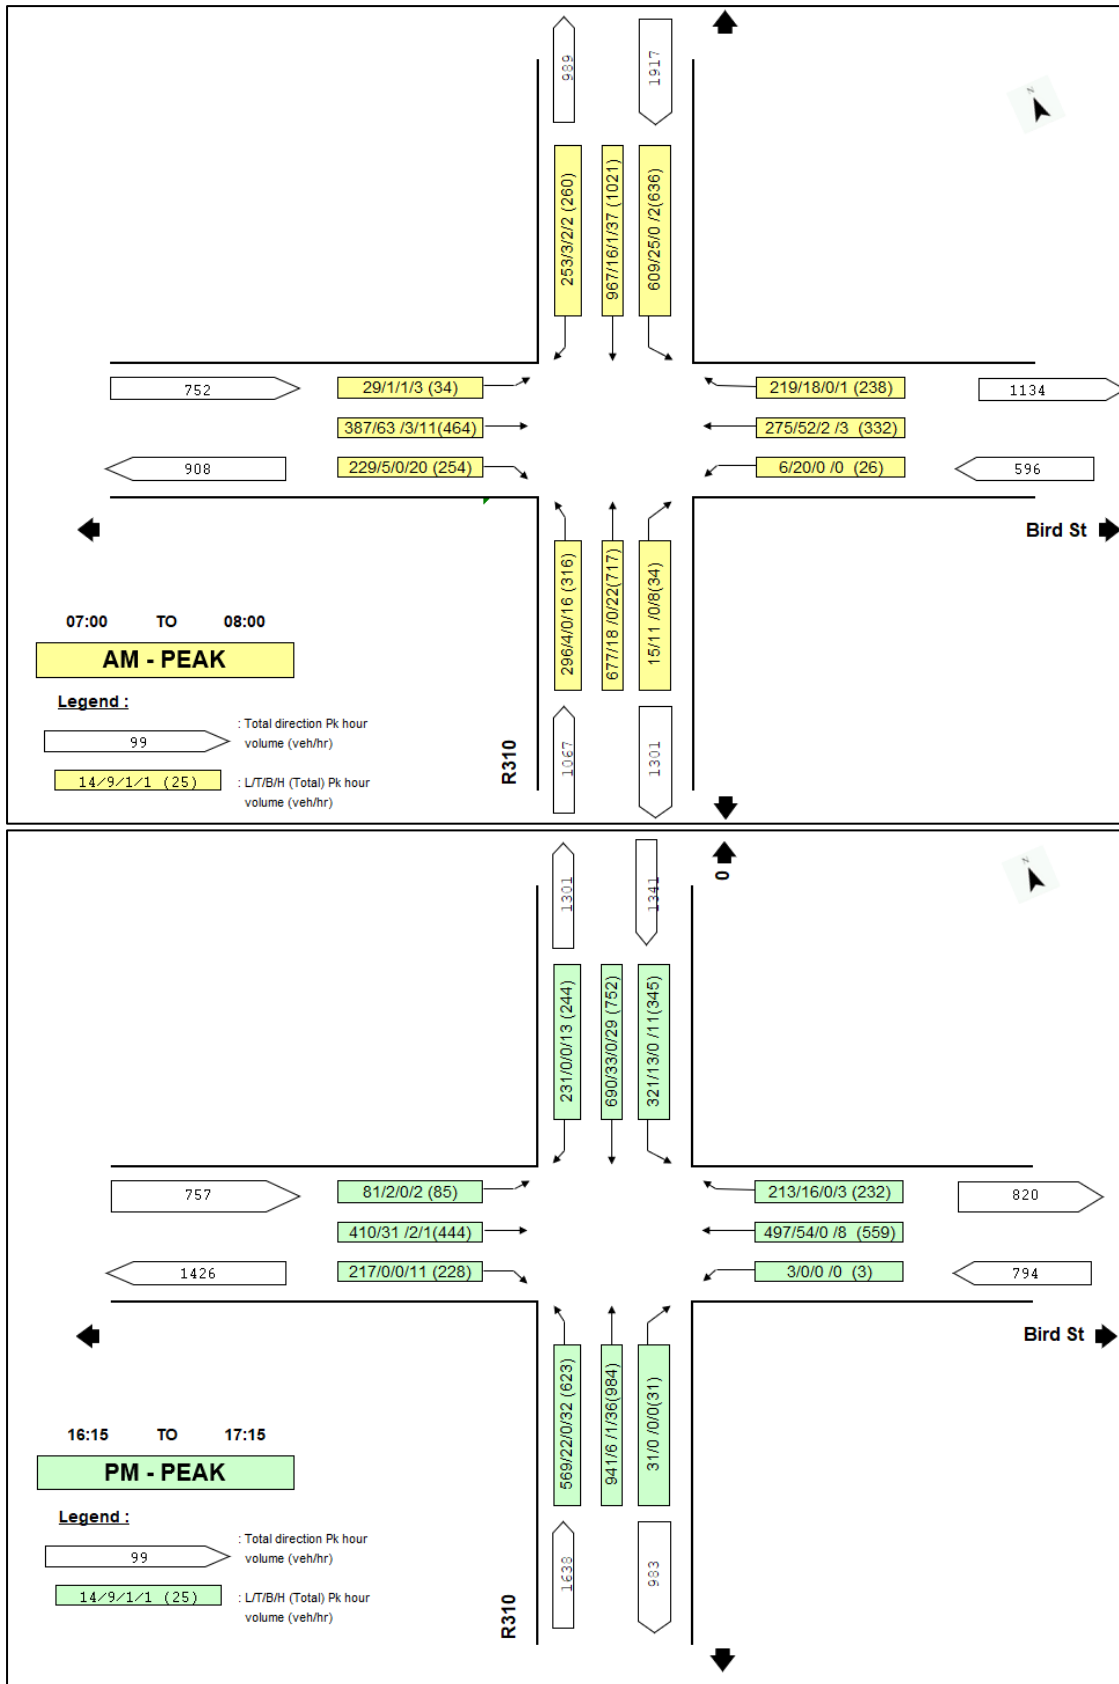 989
1917
N
253/3/2/2 (260)
967/16/1/37 (1021)
609/25/0 /2(636)
752
29/1/1/3 (34)
219/18/0/1 (238)
1134
387/63 /3/11(464)
275/52/2 /3 (332)
908
229/5/0/20 (254)
6/20/0 /0 (26)
596
Bird St
296/4/0/16 (316)
677/18 /0/22(717)
15/11 /0/8(34)
07:00 TO 08:00
AM - PEAK
Legend :
99
: Total direction Pk hour
volume (veh/hr)
14/9/1/1 (25)
: L/T/B/H (Total) Pk hour
volume (veh/hr)
R310
1067
1301
1301
1341
0
N
231/0/0/13 (244)
690/33/0/29 (752)
321/13/0 /11(345)
757
81/2/0/2 (85)
213/16/0/3 (232)
820
410/31 /2/1(444)
497/54/0 /8 (559)
1426
217/0/0/11 (228)
3/0/0 /0 (3)
794
Bird St
569/22/0/32 (623)
941/6 /1/36(984)
31/0 /0/0(31)
16:15 TO 17:15
PM - PEAK
Legend :
99
: Total direction Pk hour
volume (veh/hr)
14/9/1/1 (25)
: L/T/B/H (Total) Pk hour
volume (veh/hr)
R310
1638
983